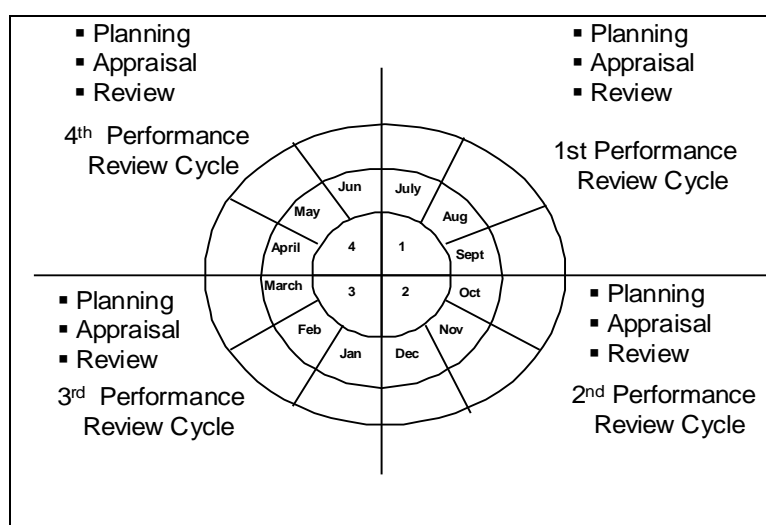 ▪ Planning
▪ Appraisal
▪ Review
4th Performance
Review Cycle
▪ Planning
▪ Appraisal
▪ Review
1st Performance
Review Cycle
Jun
July
May
Aug
April
4
1
Sept
March
3
2
Oct
Feb
Nov
Jan
Dec
▪ Planning
▪ Appraisal
▪ Review
3rd Performance
Review Cycle
▪ Planning
▪ Appraisal
▪ Review
2nd Performance
Review Cycle